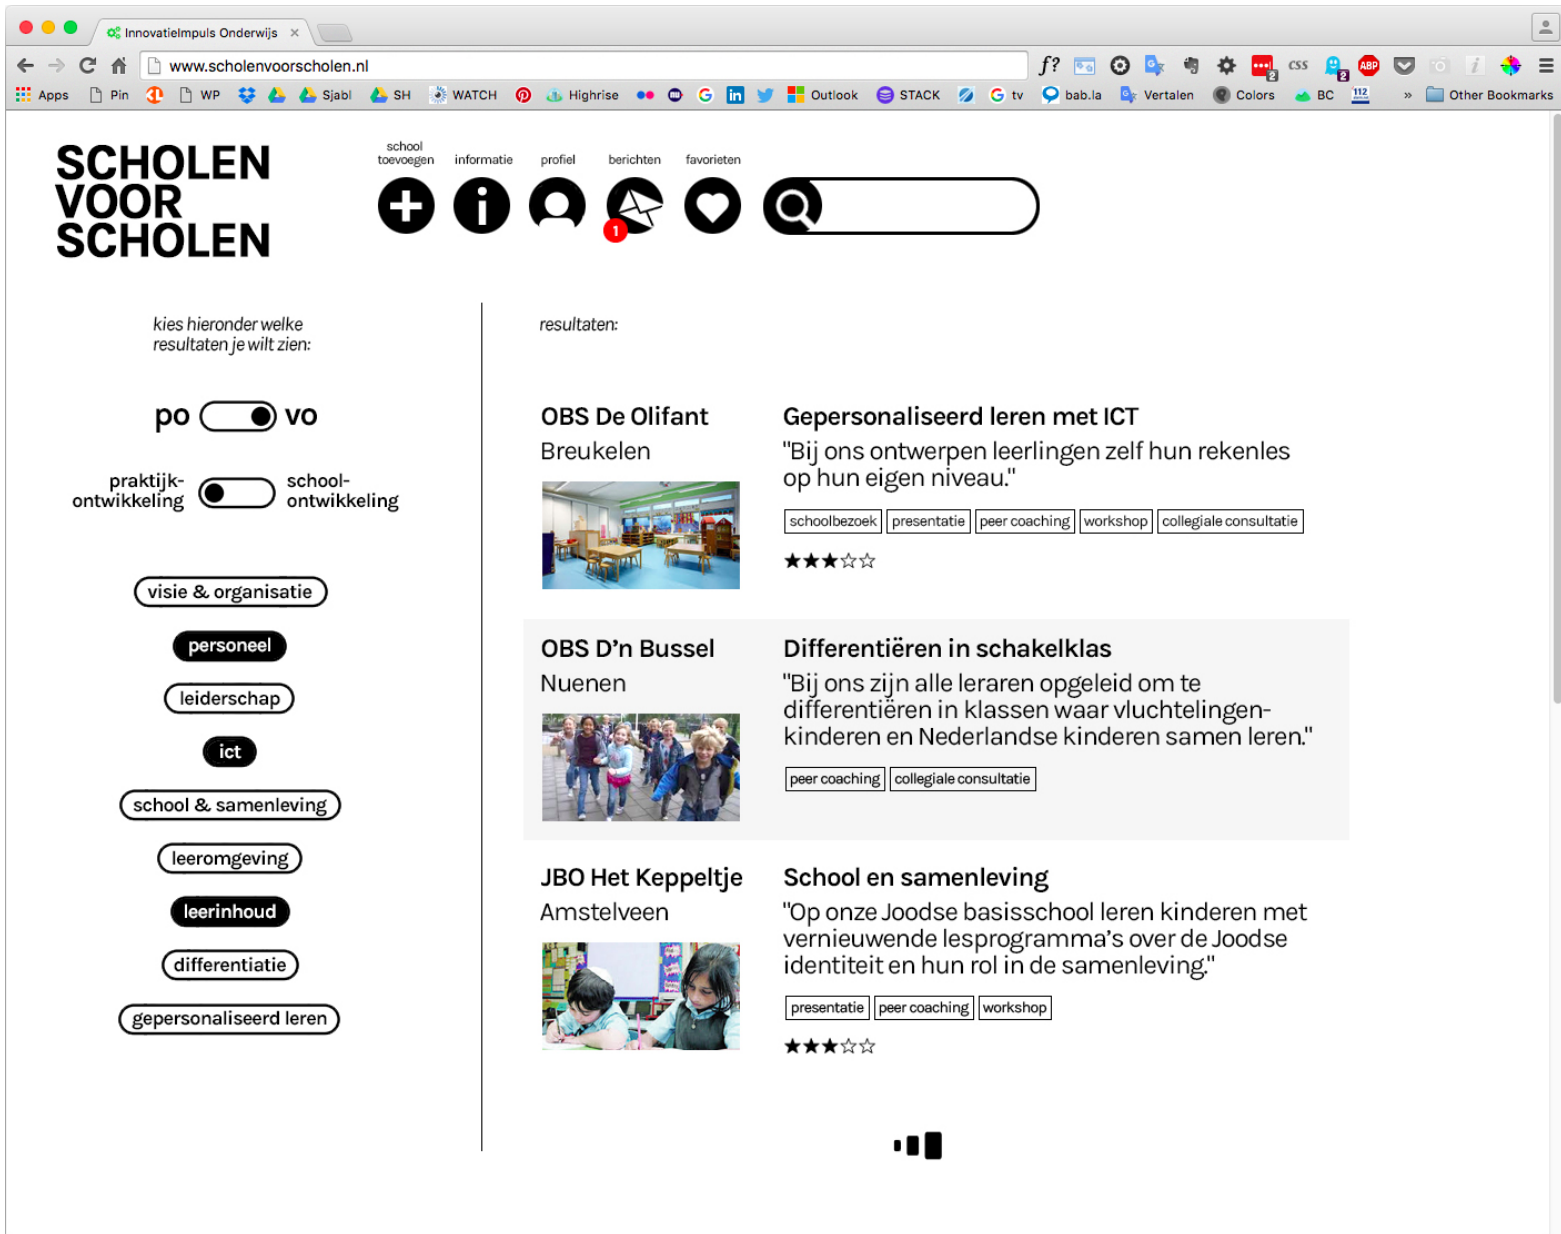 InnovatieImpuls Onderwijs
www.scholenvoorscholen.nl
f?
css
2
2
ABP
Apps
Pin
WP
Sjabl
SH
WATCH
Highrise
nu
G
in
Outlook
STACK
G tv
bab.la
Vertalen
Colors
BC
112
»
Other Bookmarks
SCHOLEN
VOOR
SCHOLEN
school
toevoegen
informatie
profiel
berichten
favorieten
1
kies hieronder welke
resultaten je wilt zien:
po
vo
praktijk-
ontwikkeling
school-
ontwikkeling
visie & organisatie
personeel
leiderschap
ict
school & samenleving
leeromgeving
leerinhoud
differentiatie
gepersonaliseerd leren
resultaten:
OBS De Olifant
Breukelen
Gepersonaliseerd leren met ICT
"Bij ons ontwerpen leerlingen zelf hun rekenles
op hun eigen niveau."
schoolbezoek presentatie peer coaching workshop collegiale consultatie
★★★☆☆
OBS D’n Bussel
Nuenen
Differentiëren in schakelklas
"Bij ons zijn alle leraren opgeleid om te
differentiëren in klassen waar vluchtelingen-
kinderen en Nederlandse kinderen samen leren."
peer coaching collegiale consultatie
JBO Het Keppeltje
Amstelveen
School en samenleving
"Op onze Joodse basisschool leren kinderen met
vernieuwende lesprogramma’s over de Joodse
identiteit en hun rol in de samenleving."
presentatie peer coaching workshop
★★★☆☆